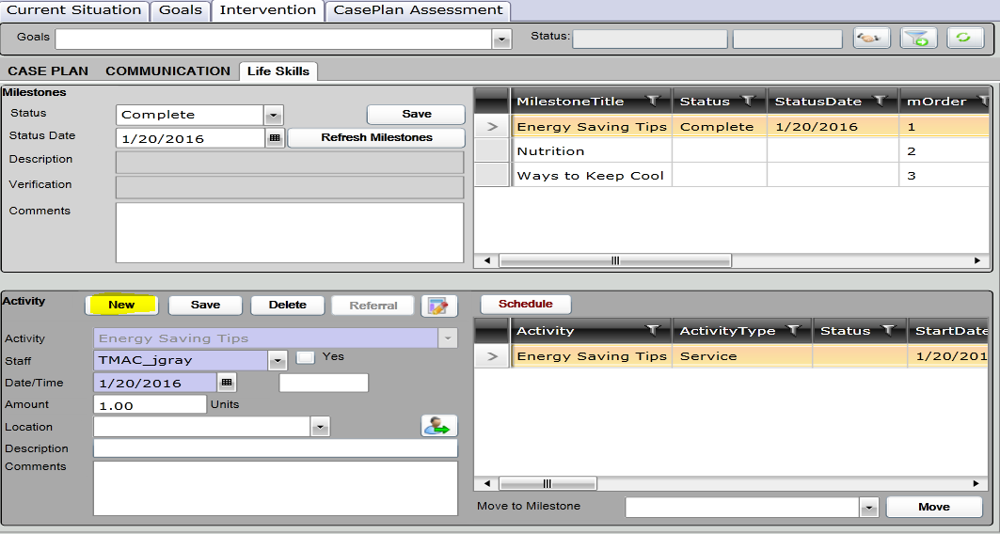 Current Situation Goals Intervention CasePlan Assessment
Goals Status:
CASE PLAN COMMUNICATION Life Skills
Milestones
Status Complete Save
Status Date 1/20/2016 Refresh Milestones
Description
Verification
Comments
MilestoneTitle Status StatusDate mOrder
> Energy Saving Tips Complete 1/20/2016 1
Nutrition 2
Ways to Keep Cool 3
Activity New Save Delete Referral
Activity Energy Saving Tips
Staff TMAC_jgray Yes
Date/Time 1/20/2016
Amount 1.00 Units
Location
Description
Comments
Schedule
Activity ActivityType Status StartDate
> Energy Saving Tips Service 1/20/201
Move to Milestone Move